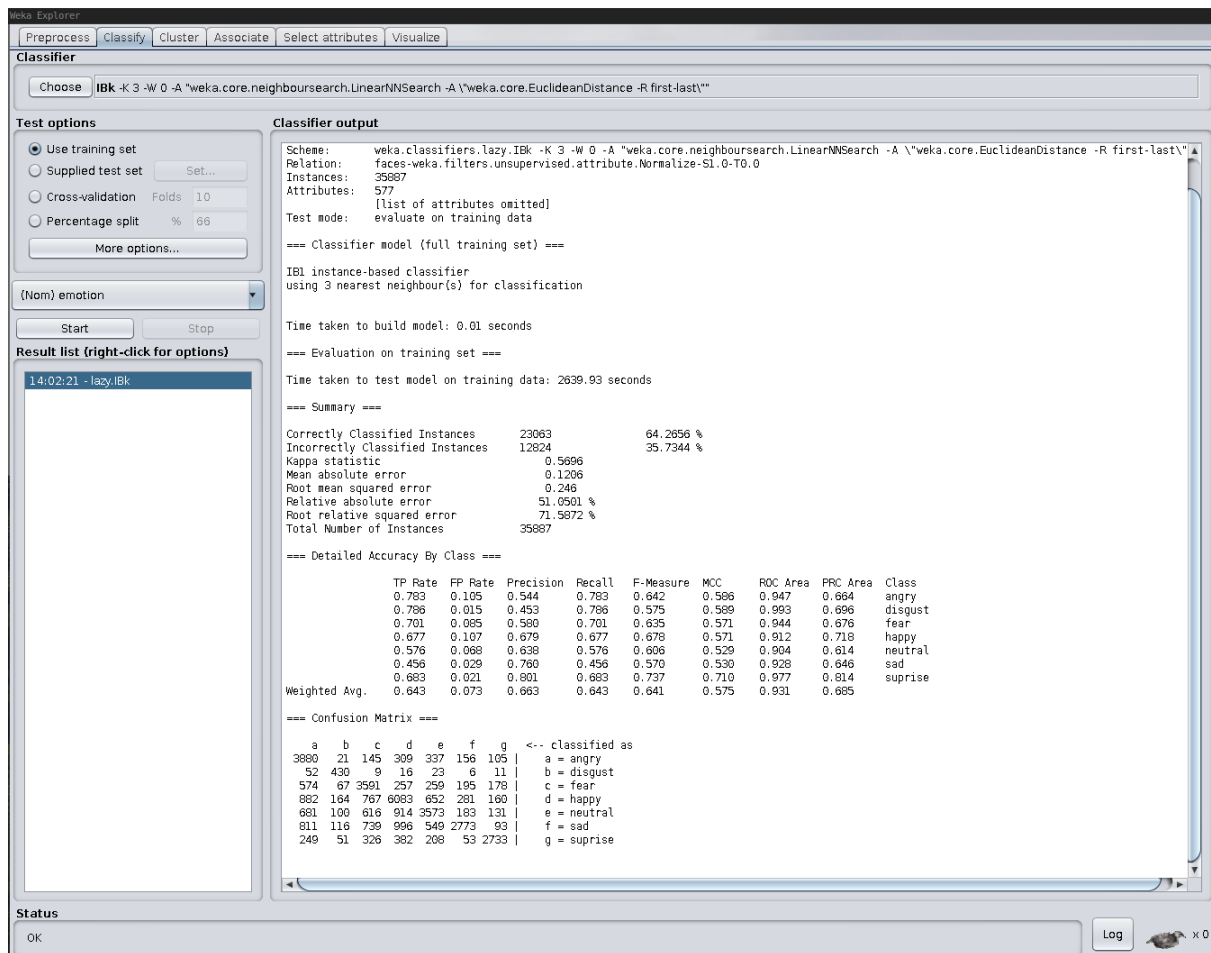 Weka Explorer
Preprocess Classify Cluster Associate Select attributes Visualize
Classifier
Choose IBk -K 3 -W 0 -A "weka.core.neighboursearch.LinearNNSearch -A \"weka.core.EuclideanDistance -R first-last\""
Test options
Use training set
Supplied test set Set...
Cross-validation Folds 10
Percentage split % 66
More options...
(Nom) emotion
Start Stop
Result list (right-click for options)
14:02:21 - lazy.IBk
Classifier output
Scheme: weka.classifiers.lazy.IBk -K 3 -W 0 -A "weka.core.neighboursearch.LinearNNSearch -A \"weka.core.EuclideanDistance -R first-last\"
Relation: faces-weka.filters.unsupervised.attribute.Normalize-S1.0-T0.0
Instances: 35887
Attributes: 577
[list of attributes omitted]
Test mode: evaluate on training data
=== Classifier model (full training set) ===
IB1 instance-based classifier
using 3 nearest neighbour(s) for classification
Time taken to build model: 0.01 seconds
=== Evaluation on training set ===
Time taken to test model on training data: 2639.93 seconds
=== Summary ===
Correctly Classified Instances 23063 64.2656 %
Incorrectly Classified Instances 12824 35.7344 %
Kappa statistic 0.5696
Mean absolute error 0.1206
Root mean squared error 0.246
Relative absolute error 51.0501 %
Root relative squared error 71.5872 %
Total Number of Instances 35887
=== Detailed Accuracy By Class ===
TP Rate FP Rate Precision Recall F-Measure MCC ROC Area PRC Area Class
0.783 0.105 0.544 0.783 0.642 0.586 0.947 0.664 angry
0.786 0.015 0.453 0.786 0.575 0.589 0.993 0.696 disgust
0.701 0.085 0.580 0.701 0.635 0.571 0.944 0.676 fear
0.677 0.107 0.679 0.677 0.678 0.571 0.912 0.718 happy
0.576 0.068 0.638 0.576 0.606 0.529 0.904 0.614 neutral
0.456 0.029 0.760 0.456 0.570 0.530 0.928 0.646 sad
0.683 0.021 0.801 0.683 0.737 0.710 0.977 0.814 suprise
Weighted Avg. 0.643 0.073 0.663 0.643 0.641 0.575 0.931 0.685
=== Confusion Matrix ===
a b c d e f g <-- classified as
3880 21 145 309 337 156 105 | a = angry
52 430 9 16 23 6 11 | b = disgust
574 67 3591 257 259 195 178 | c = fear
882 164 767 6083 652 281 160 | d = happy
681 100 616 914 3573 183 131 | e = neutral
811 116 739 996 549 2773 93 | f = sad
249 51 326 382 208 53 2733 | g = suprise
Status
OK
Log
x 0